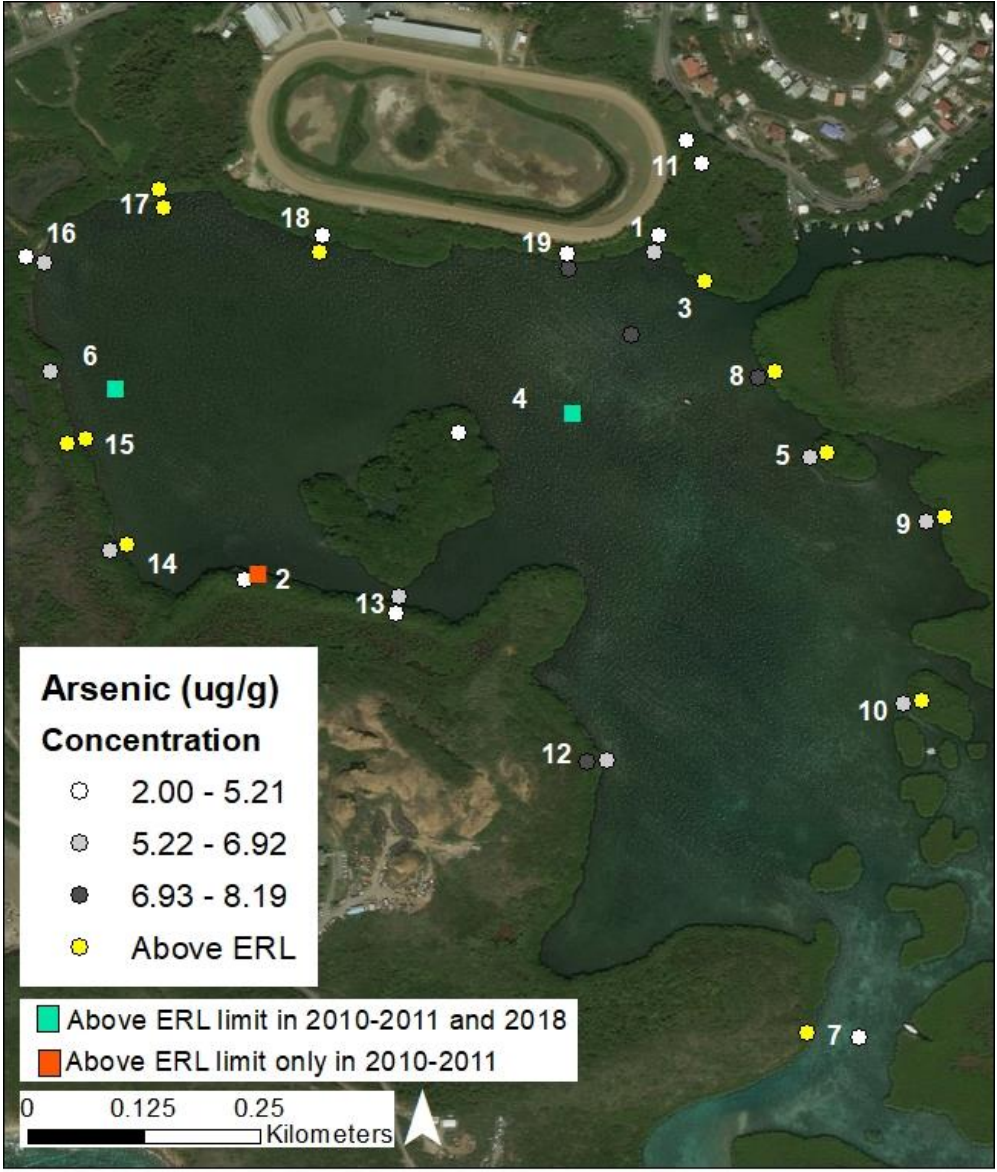 11
17
18
1
16
19
3
6
8
4
15
5
9
14
2
13
10
12
Arsenic (ug/g)
Concentration
2.00 - 5.21
5.22 - 6.92
6.93 - 8.19
Above ERL
Above ERL limit in 2010-2011 and 2018
Above ERL limit only in 2010-2011
7
0 0.125 0.25
Kilometers